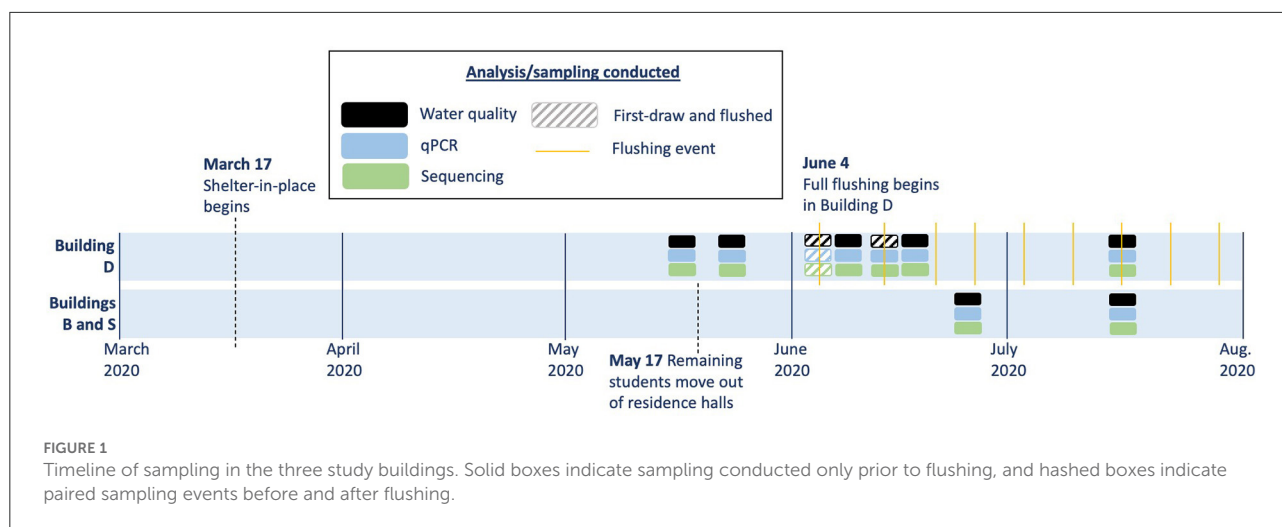 Analysis/sampling conducted
Water quality
First-draw and flushed
qPCR
Flushing event
Sequencing
March 17
Shelter-in-place
begins
June 4
Full flushing begins
in Building D
Building
D
Buildings
B and S
March
2020
April
2020
May
2020
May 17 Remaining
students move out
of residence halls
June
2020
July
2020
Aug.
2020
FIGURE 1
Timeline of sampling in the three study buildings. Solid boxes indicate sampling conducted only prior to flushing, and hashed boxes indicate
paired sampling events before and after flushing.